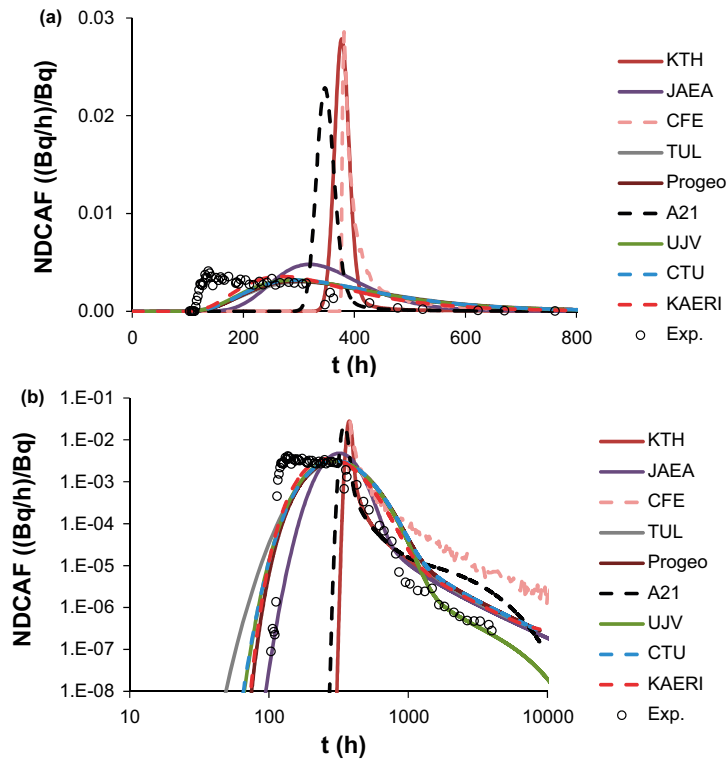 (a)
NDCAF ((Bq/h)/Bq)
0.03
0.02
0.01
0.00
0
200
400
600
800
t (h)
KTH
JAEA
CFE
TUL
Progeo
A21
UJV
CTU
KAERI
Exp.
(b)
NDCAF ((Bq/h)/Bq)
1.E-01
1.E-02
1.E-03
1.E-04
1.E-05
1.E-06
1.E-07
1.E-08
10
100
1000
10000
t (h)
KTH
JAEA
CFE
TUL
Progeo
A21
UJV
CTU
KAERI
Exp.